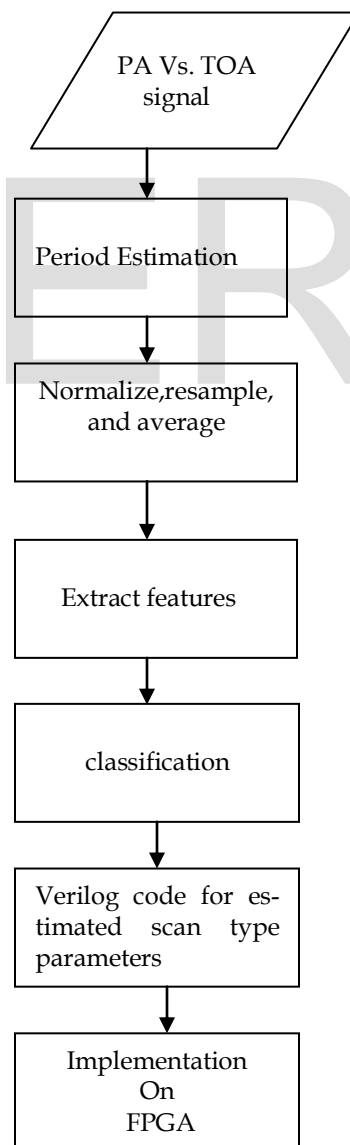 PA Vs. TOA
signal
ER
Period Estimation
Normalize,resample,
and average
Extract features
classification
Verilog code for es-
timated scan type
parameters
Implementation
On
FPGA